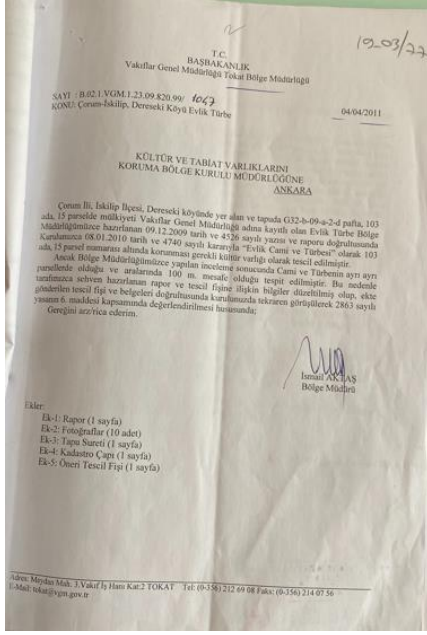 19-03/77
T.C.
BAŞBAKANLIK
Vakıflar Genel Müdürlüğü Tokat Bölge Müdürlüğü
SAYI : B.02.1.VGM.1.23.09.820.99/ 1047
KONU: Çorum-İskilip, Dereseki Köyü Evlik Türbe
04/04/2011
KÜLTÜR VE TABİAT VARLIKLARINI
KORUMA BÖLGE KURULU MÜDÜRLÜĞÜNE
ANKARA
Çorum İli, İskilip İlçesi, Dereseki köyünde yer alan ve tapuda G32-b-09-a-2-d pafta, 103
ada, 15 parselde mülkiyeti Vakıflar Genel Müdürlüğü adına kayıtlı olan Evlik Türbe Bölge
Müdürlüğümüzce hazırlanan 09.12.2009 tarih ve 4526 sayılı yazısı ve raporu doğrultusunda
Kurulunuzca 08.01.2010 tarih ve 4740 sayılı kararıyla “Evlik Cami ve Türbesi” olarak 103
ada, 15 parsel numarası altında korunması gerekli kültür varlığı olarak tescil edilmiştir.
Ancak Bölge Müdürlüğümüzce yapılan inceleme sonucunda Cami ve Türbenin ayrı ayrı
parsellerde olduğu ve aralarında 100 m. mesafe olduğu tespit edilmiştir. Bu nedenle
tarafımızca sehven hazırlanan rapor ve tescil fişine ilişkin bilgiler düzeltilmiş olup, ekte
gönderilen tescil fişi ve belgeleri doğrultusunda kurulunuzda tekraren görüşülerek 2863 sayılı
yasanın 6. maddesi kapsamında değerlendirilmesi hususunda;
Gereğini arz/rica ederim.
İsmail AKTAŞ
Bölge Müdürü
Ekler:
Ek-1: Rapor (1 sayfa)
Ek-2: Fotoğraflar (10 adet)
Ek-3: Tapu Sureti (1 sayfa)
Ek-4: Kadastro Çapı (1 sayfa)
Ek-5: Öneri Tescil Fişi (1 sayfa)
Adres: Meydan Mah. 3.Vakıf İş Hanı Kat:2 TOKAT Tel: (0-356) 212 69 08 Faks: (0-356) 214 07 56
E-Mail: tokat@vgm.gov.tr